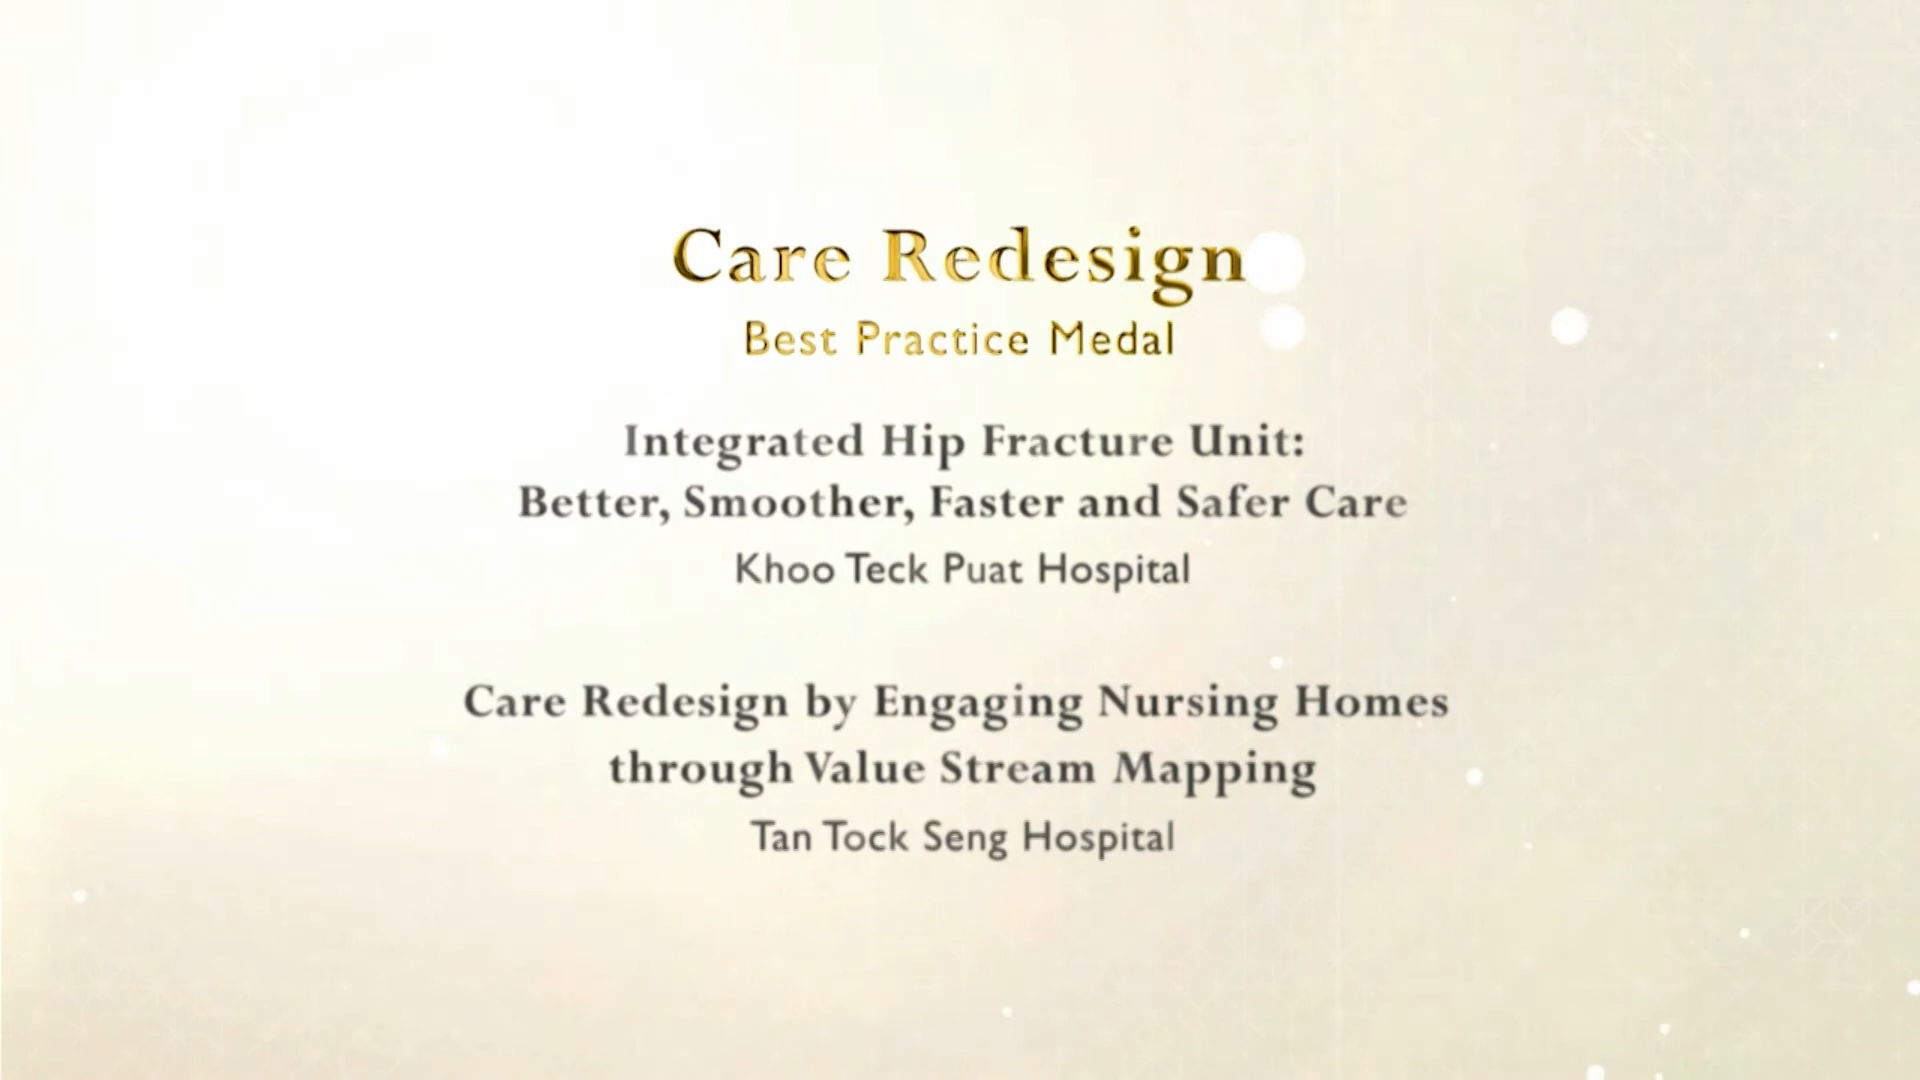 Care Redesign
Best Practice Medal
Integrated Hip Fracture Unit:
Better, Smoother, Faster and Safer Care
Khoo Teck Puat Hospital
Care Redesign by Engaging Nursing Homes
through Value Stream Mapping
Tan Tock Seng Hospital